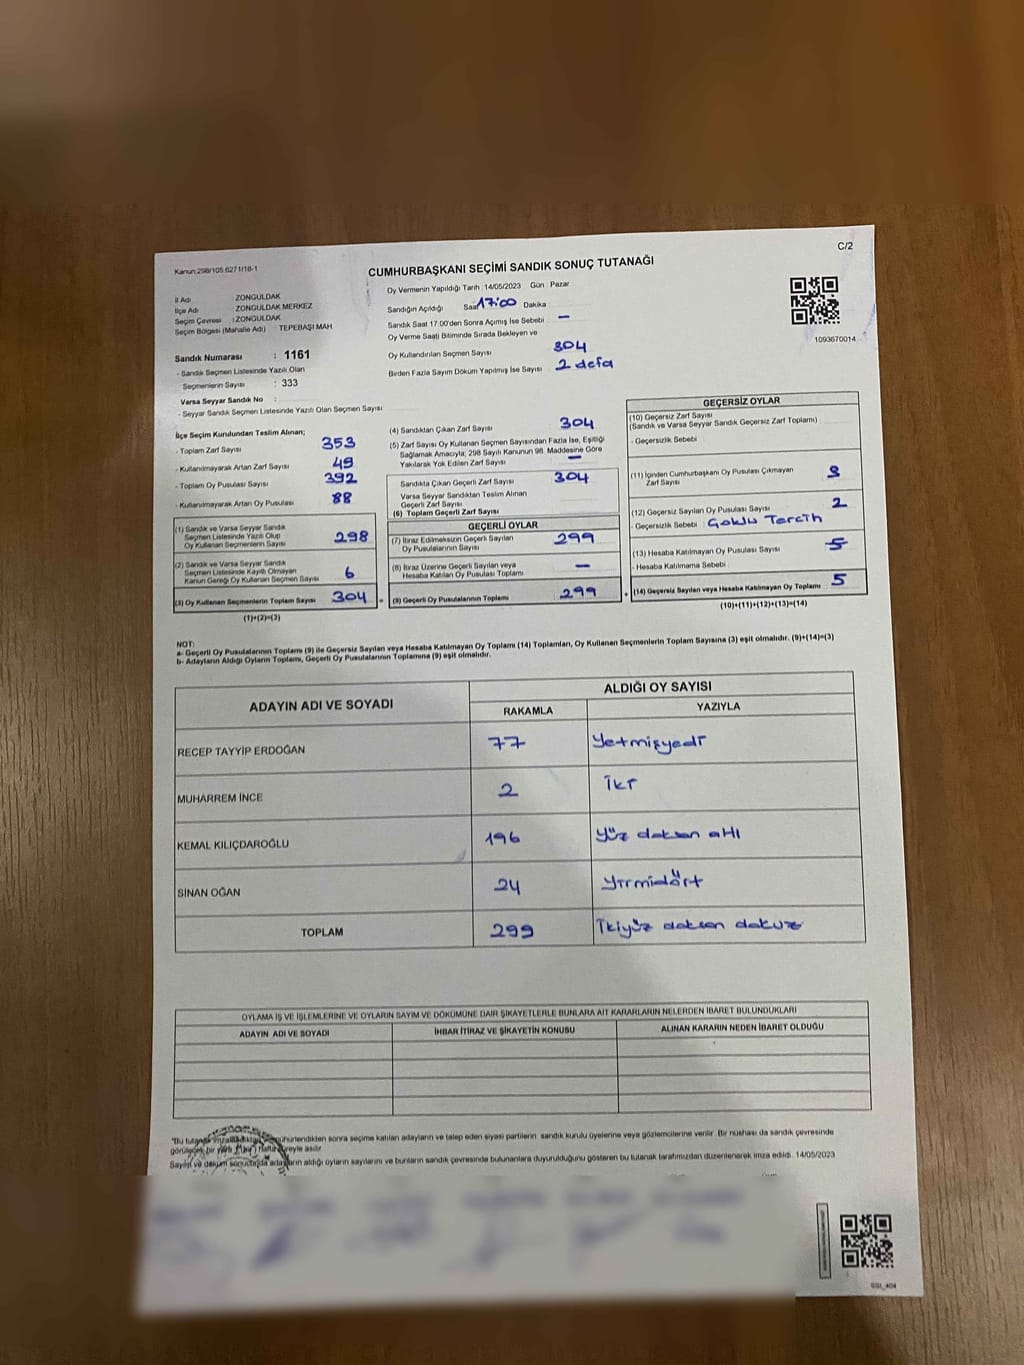 C/2
Kanun:298/105.6271/18-1
CUMHURBAŞKANI SEÇİMİ SANDIK SONUÇ TUTANAĞI
İl Adı : ZONGULDAK
İlçe Adı : ZONGULDAK MERKEZ
Seçim Çevresi : ZONGULDAK
Seçim Bölgesi (Mahalle Adı) : TEPEBAŞI MAH.
Sandık Numarası : 1161
- Sandık Seçmen Listesinde Yazılı Olan
Seçmenlerin Sayısı : 333
Varsa Seyyar Sandık No :
- Seyyar Sandık Seçmen Listesinde Yazılı Olan Seçmen Sayısı
Oy Vermenin Yapıldığı Tarih : 14/05/2023 Gün : Pazar
Sandığın Açıldığı Saat 17:00 Dakika
Sandık Saat 17.00'den Sonra Açımış İse Sebebi —
Oy Verme Saati Bitiminde Sırada Bekleyen ve
Oy Kullandırılan Seçmen Sayısı 304
Birden Fazla Sayım Döküm Yapılmış İse Sayısı 2 defa
1093670014
İlçe Seçim Kurulundan Teslim Alınan;
- Toplam Zarf Sayısı 353
- Kullanılmayarak Artan Zarf Sayısı 49
- Toplam Oy Pusulası Sayısı 392
- Kullanılmayarak Artan Oy Pusulası 88
(1) Sandık ve Varsa Seyyar Sandık
Seçmen Listesinde Yazılı Olup
Oy Kullanan Seçmenlerin Sayısı 298
(2) Sandık ve Varsa Seyyar Sandık
Seçmen Listesinde Kayıtlı Olmayan
Kanun Gereği Oy Kullanan Seçmen Sayısı 6
(3) Oy Kullanan Seçmenlerin Toplam Sayısı 304 =
(1)+(2)=(3)
(4) Sandıktan Çıkan Zarf Sayısı 304
(5) Zarf Sayısı Oy Kullanan Seçmen Sayısından Fazla İse, Eşitliği
Sağlamak Amacıyla; 298 Sayılı Kanunun 98. Maddesine Göre
Yakılarak Yok Edilen Zarf Sayısı —
Sandıkta Çıkan Geçerli Zarf Sayısı 304
Varsa Seyyar Sandıktan Teslim Alınan
Geçerli Zarf Sayısı
(6) Toplam Geçerli Zarf Sayısı
GEÇERLİ OYLAR
(7) İtiraz Edilmeksizin Geçerli Sayılan
Oy Pusulalarının Sayısı 299
(8) İtiraz Üzerine Geçerli Sayılan veya
Hesaba Katılan Oy Pusulası Toplamı —
(9) Geçerli Oy Pusulalarının Toplamı 299 +
GEÇERSİZ OYLAR
(10) Geçersiz Zarf Sayısı
(Sandık ve Varsa Seyyar Sandık Geçersiz Zarf Toplamı)
- Geçersizlik Sebebi
(11) İçinden Cumhurbaşkanı Oy Pusulası Çıkmayan
Zarf Sayısı 3
(12) Geçersiz Sayılan Oy Pusulası Sayısı 2
- Geçersizlik Sebebi Çoklu Tercih
(13) Hesaba Katılmayan Oy Pusulası Sayısı 5
- Hesaba Katılmama Sebebi
(14) Geçersiz Sayılan veya Hesaba Katılmayan Oy Toplamı 5
(10)+(11)+(12)+(13)=(14)
NOT:
a- Geçerli Oy Pusulalarının Toplamı (9) ile Geçersiz Sayılan veya Hesaba Katılmayan Oy Toplamı (14) Toplamları, Oy Kullanan Seçmenlerin Toplam Sayısına (3) eşit olmalıdır. (9)+(14)=(3)
b- Adayların Aldığı Oyların Toplamı, Geçerli Oy Pusulalarının Toplamına (9) eşit olmalıdır.
ADAYIN ADI VE SOYADI
ALDIĞI OY SAYISI
RAKAMLA YAZIYLA
RECEP TAYYİP ERDOĞAN 77 Yetmişyedi
MUHARREM İNCE 2 İki
KEMAL KILIÇDAROĞLU 196 Yüz doksan altı
SİNAN OĞAN 24 Yirmidört
TOPLAM 299 İkiyüz doksan dokuz
OYLAMA İŞ VE İŞLEMLERİNE VE OYLARIN SAYIM VE DÖKÜMÜNE DAİR ŞİKAYETLERLE BUNLARA AİT KARARLARIN NELERDEN İBARET BULUNDUKLARI
ADAYIN ADI VE SOYADI İHBAR İTİRAZ VE ŞİKAYETİN KONUSU ALINAN KARARIN NEDEN İBARET OLDUĞU
"Bu tutanak mühürlendikten sonra seçime katılan adayların ve talep eden siyasi partilerin sandık kurulu üyelerine veya gözlemcilerine verilir. Bir nüshası da sandık çevresinde
görülecek bir yere süreyle asılır.
Sayım ve döküm sonucunda adayların aldığı oyların sayılarını ve bunların sandık çevresinde bulunanlara duyurulduğunu gösteren bu tutanak tarafımızdan düzenlenerek imza edildi. 14/05/2023